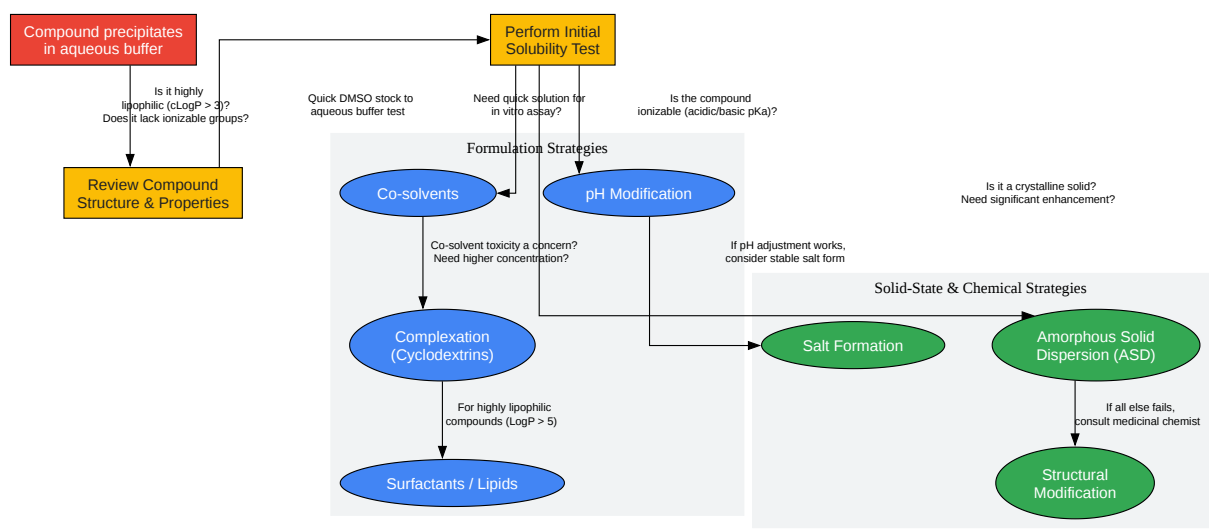 Compound precipitates
in aqueous buffer
Perform Initial
Solubility Test
Is it highly
lipophilic (cLogP > 3)?
Does it lack ionizable groups?
Quick DMSO stock to
aqueous buffer test
Need quick solution for
in vitro assay?
Is the compound
ionizable (acidic/basic pKa)?
Formulation Strategies
Review Compound
Structure & Properties
Co-solvents
pH Modification
Is it a crystalline solid?
Need significant enhancement?
Co-solvent toxicity a concern?
Need higher concentration?
If pH adjustment works,
consider stable salt form
Solid-State & Chemical Strategies
Complexation
(Cyclodextrins)
Salt Formation
Amorphous Solid
Dispersion (ASD)
For highly lipophilic
compounds (LogP > 5)
If all else fails,
consult medicinal chemist
Surfactants / Lipids
Structural
Modification